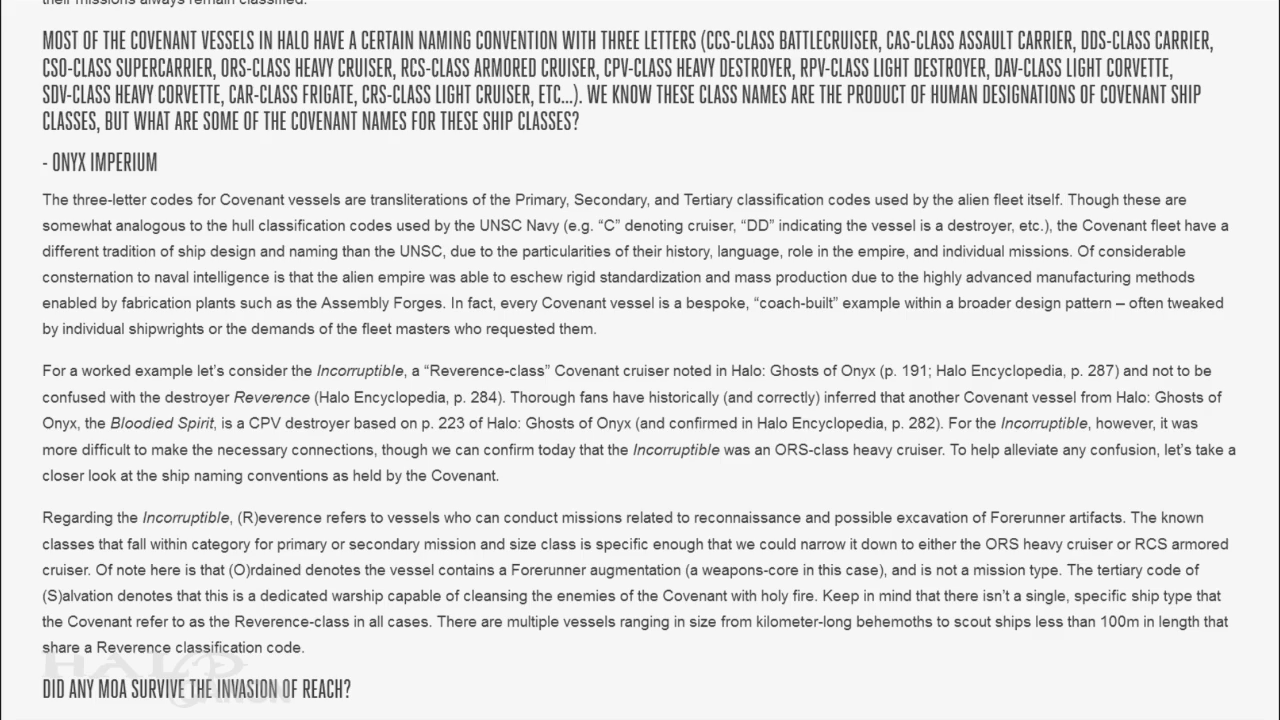 their missions always remain classified.
MOST OF THE COVENANT VESSELS IN HALO HAVE A CERTAIN NAMING CONVENTION WITH THREE LETTERS (CCS-CLASS BATTLECRUISER, CAS-CLASS ASSAULT CARRIER, DDS-CLASS CARRIER,
CSO-CLASS SUPERCARRIER, ORS-CLASS HEAVY CRUISER, RCS-CLASS ARMORED CRUISER, CPV-CLASS HEAVY DESTROYER, RPV-CLASS LIGHT DESTROYER, DAV-CLASS LIGHT CORVETTE,
SDV-CLASS HEAVY CORVETTE, CAR-CLASS FRIGATE, CRS-CLASS LIGHT CRUISER, ETC...). WE KNOW THESE CLASS NAMES ARE THE PRODUCT OF HUMAN DESIGNATIONS OF COVENANT SHIP
CLASSES, BUT WHAT ARE SOME OF THE COVENANT NAMES FOR THESE SHIP CLASSES?
- ONYX IMPERIUM
The three-letter codes for Covenant vessels are transliterations of the Primary, Secondary, and Tertiary classification codes used by the alien fleet itself. Though these are
somewhat analogous to the hull classification codes used by the UNSC Navy (e.g. “C” denoting cruiser, “DD” indicating the vessel is a destroyer, etc.), the Covenant fleet have a
different tradition of ship design and naming than the UNSC, due to the particularities of their history, language, role in the empire, and individual missions. Of considerable
consternation to naval intelligence is that the alien empire was able to eschew rigid standardization and mass production due to the highly advanced manufacturing methods
enabled by fabrication plants such as the Assembly Forges. In fact, every Covenant vessel is a bespoke, “coach-built” example within a broader design pattern – often tweaked
by individual shipwrights or the demands of the fleet masters who requested them.
For a worked example let’s consider the Incorruptible, a “Reverence-class” Covenant cruiser noted in Halo: Ghosts of Onyx (p. 191; Halo Encyclopedia, p. 287) and not to be
confused with the destroyer Reverence (Halo Encyclopedia, p. 284). Thorough fans have historically (and correctly) inferred that another Covenant vessel from Halo: Ghosts of
Onyx, the Bloodied Spirit, is a CPV destroyer based on p. 223 of Halo: Ghosts of Onyx (and confirmed in Halo Encyclopedia, p. 282). For the Incorruptible, however, it was
more difficult to make the necessary connections, though we can confirm today that the Incorruptible was an ORS-class heavy cruiser. To help alleviate any confusion, let’s take a
closer look at the ship naming conventions as held by the Covenant.
Regarding the Incorruptible, (R)everence refers to vessels who can conduct missions related to reconnaissance and possible excavation of Forerunner artifacts. The known
classes that fall within category for primary or secondary mission and size class is specific enough that we could narrow it down to either the ORS heavy cruiser or RCS armored
cruiser. Of note here is that (O)rdained denotes the vessel contains a Forerunner augmentation (a weapons-core in this case), and is not a mission type. The tertiary code of
(S)alvation denotes that this is a dedicated warship capable of cleansing the enemies of the Covenant with holy fire. Keep in mind that there isn’t a single, specific ship type that
the Covenant refer to as the Reverence-class in all cases. There are multiple vessels ranging in size from kilometer-long behemoths to scout ships less than 100m in length that
share a Reverence classification code.
HALO
CANON
DID ANY MOA SURVIVE THE INVASION OF REACH?